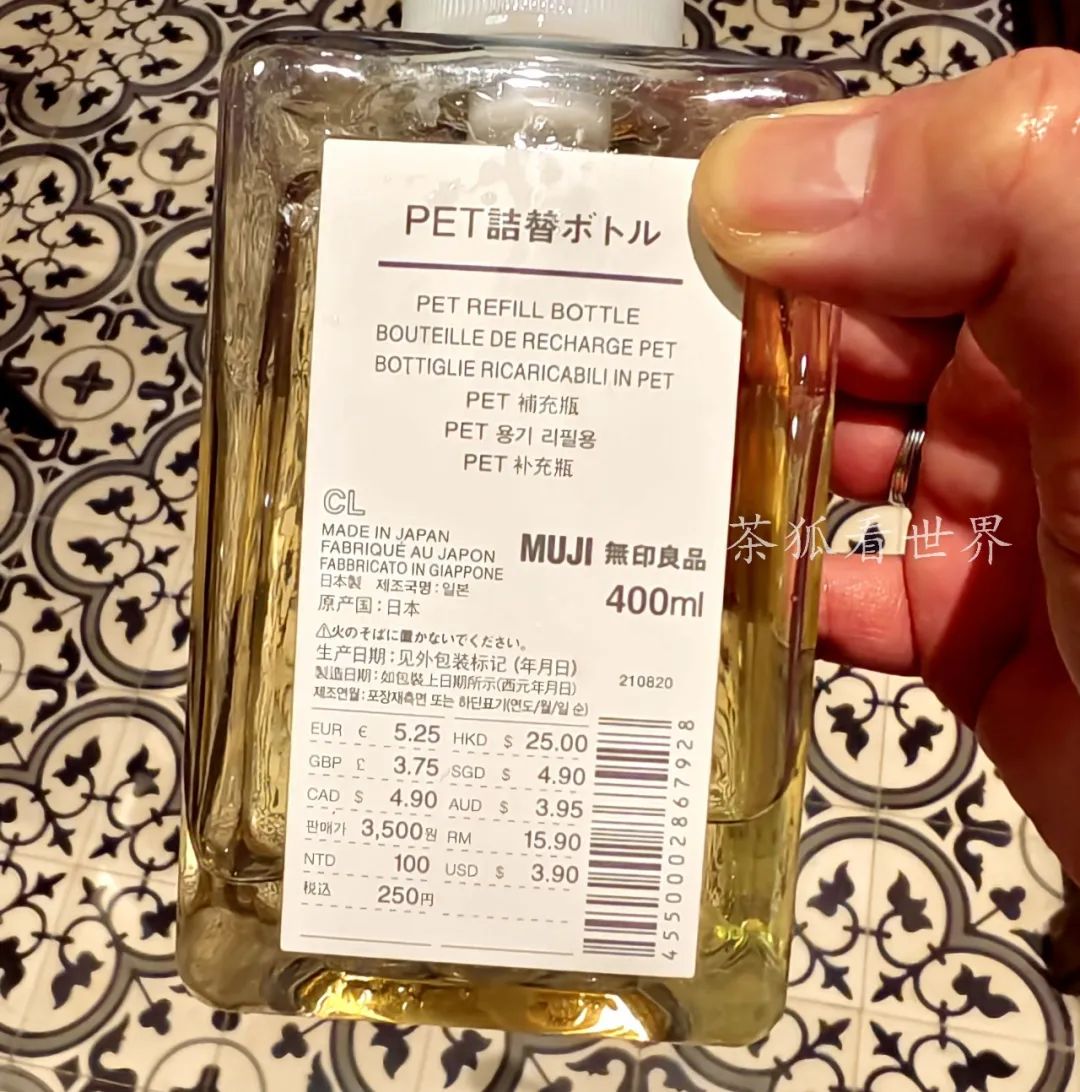 PET詰替ボトル
PET REFILL BOTTLE
BOUTEILLE DE RECHARGE PET
BOTTIGLIE RICARICABILI IN PET
PET 補充瓶
PET 용기 리필용
PET 补充瓶
CL
MADE IN JAPAN
FABRIQUÉ AU JAPON
FABBRICATO IN GIAPPONE
日本製 제조국명:일본
原产国:日本
MUJI 無印良品
400ml
茶狐看世界
⚠火のそばに置かないでください。
生产日期:见外包装标记 (年月日)
製造日期:如包裝上日期所示(西元年月日)
제조연월:포장재측면 또는 하단표기(연도/월/일 순)
210820
EUR € 5.25 HKD $ 25.00
GBP £ 3.75 SGD $ 4.90
CAD $ 4.90 AUD $ 3.95
판매가 3,500원 RM 15.90
NTD 100 USD $ 3.90
税込 250円
4550002867928